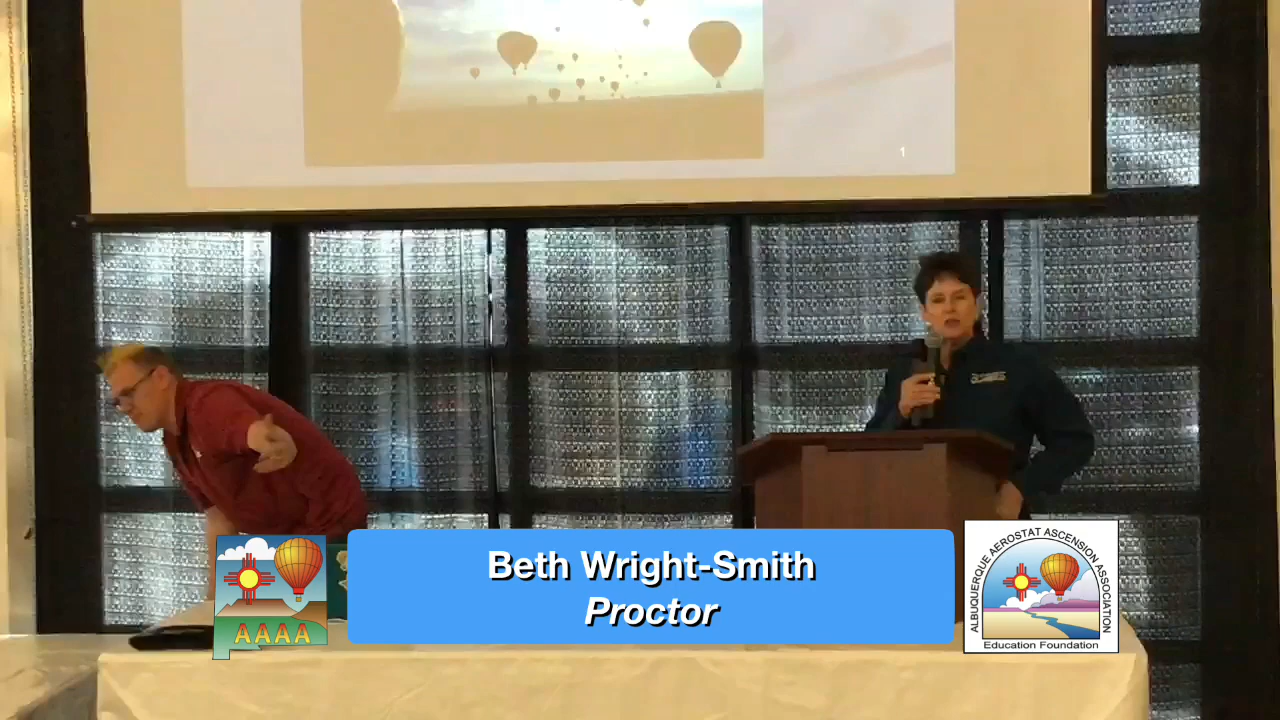 1
Beth Wright-Smith
Proctor
AAAA
ALBUQUERQUE AEROSTAT ASCENSION ASSOCIATION
Education Foundation